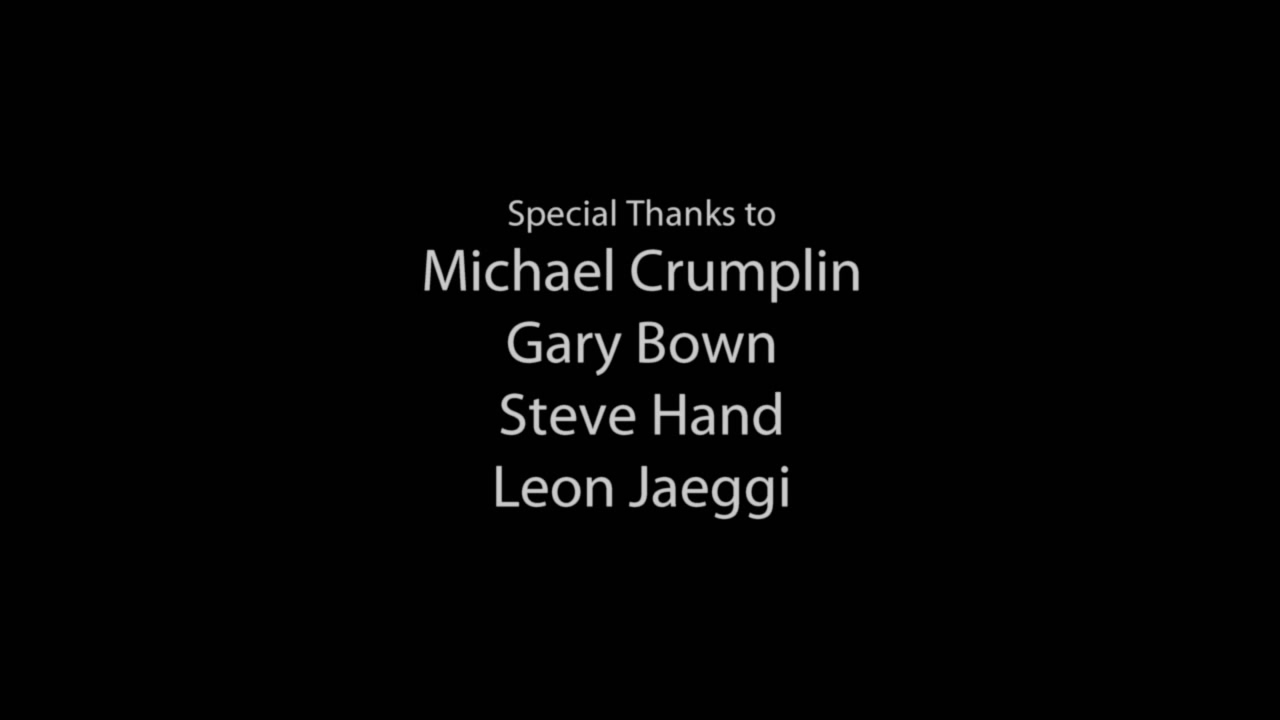 Special Thanks to
Michael Crumplin
Gary Bown
Steve Hand
Leon Jaeggi